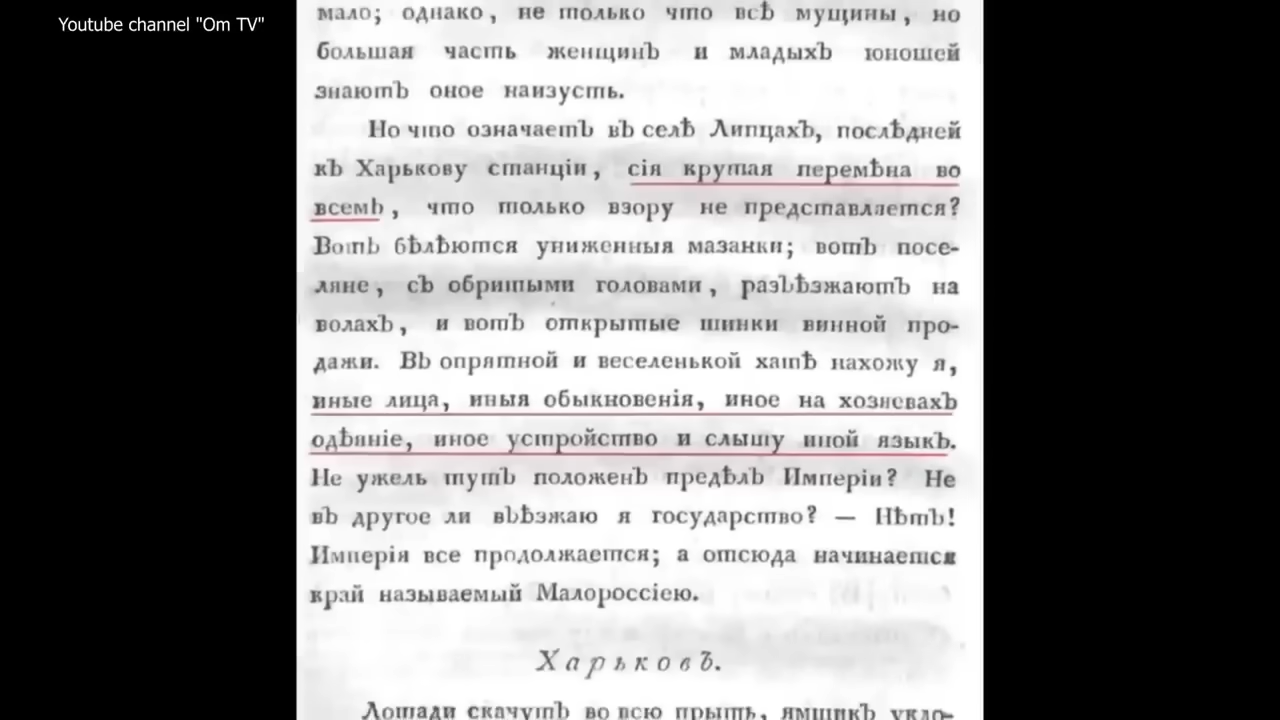 Youtube channel "Om TV"
мало; однако, не только что всѣ мущины, но
большая часть женщинъ и младыхъ юношей
знаютъ оное наизусть.
Но что означаетъ въ селѣ Липцахъ, послѣдней
къ Харькову станціи, сія крутая перемѣна во
всемъ, что только взору не представляется?
Вотъ бѣлѣются униженныя мазанки; вотъ посе-
ляне, съ обритыми головами, разъѣзжаютъ на
волахъ, и вотъ открытые шинки винной про-
дажи. Въ опрятной и веселенькой хатѣ нахожу я,
иные лица, иныя обыкновенія, иное на хозяевахъ
одѣяніе, иное устройство и слышу иной языкъ.
Не ужель тутъ положенъ предѣлъ Имперіи? Не
въ другое ли въѣзжаю я государство? — Нѣтъ!
Имперія все продолжается; а отсюда начинается
край называемый Малороссіею.
Харьковъ.
Лошади скачутъ во всю прыть, ямщикъ укло-